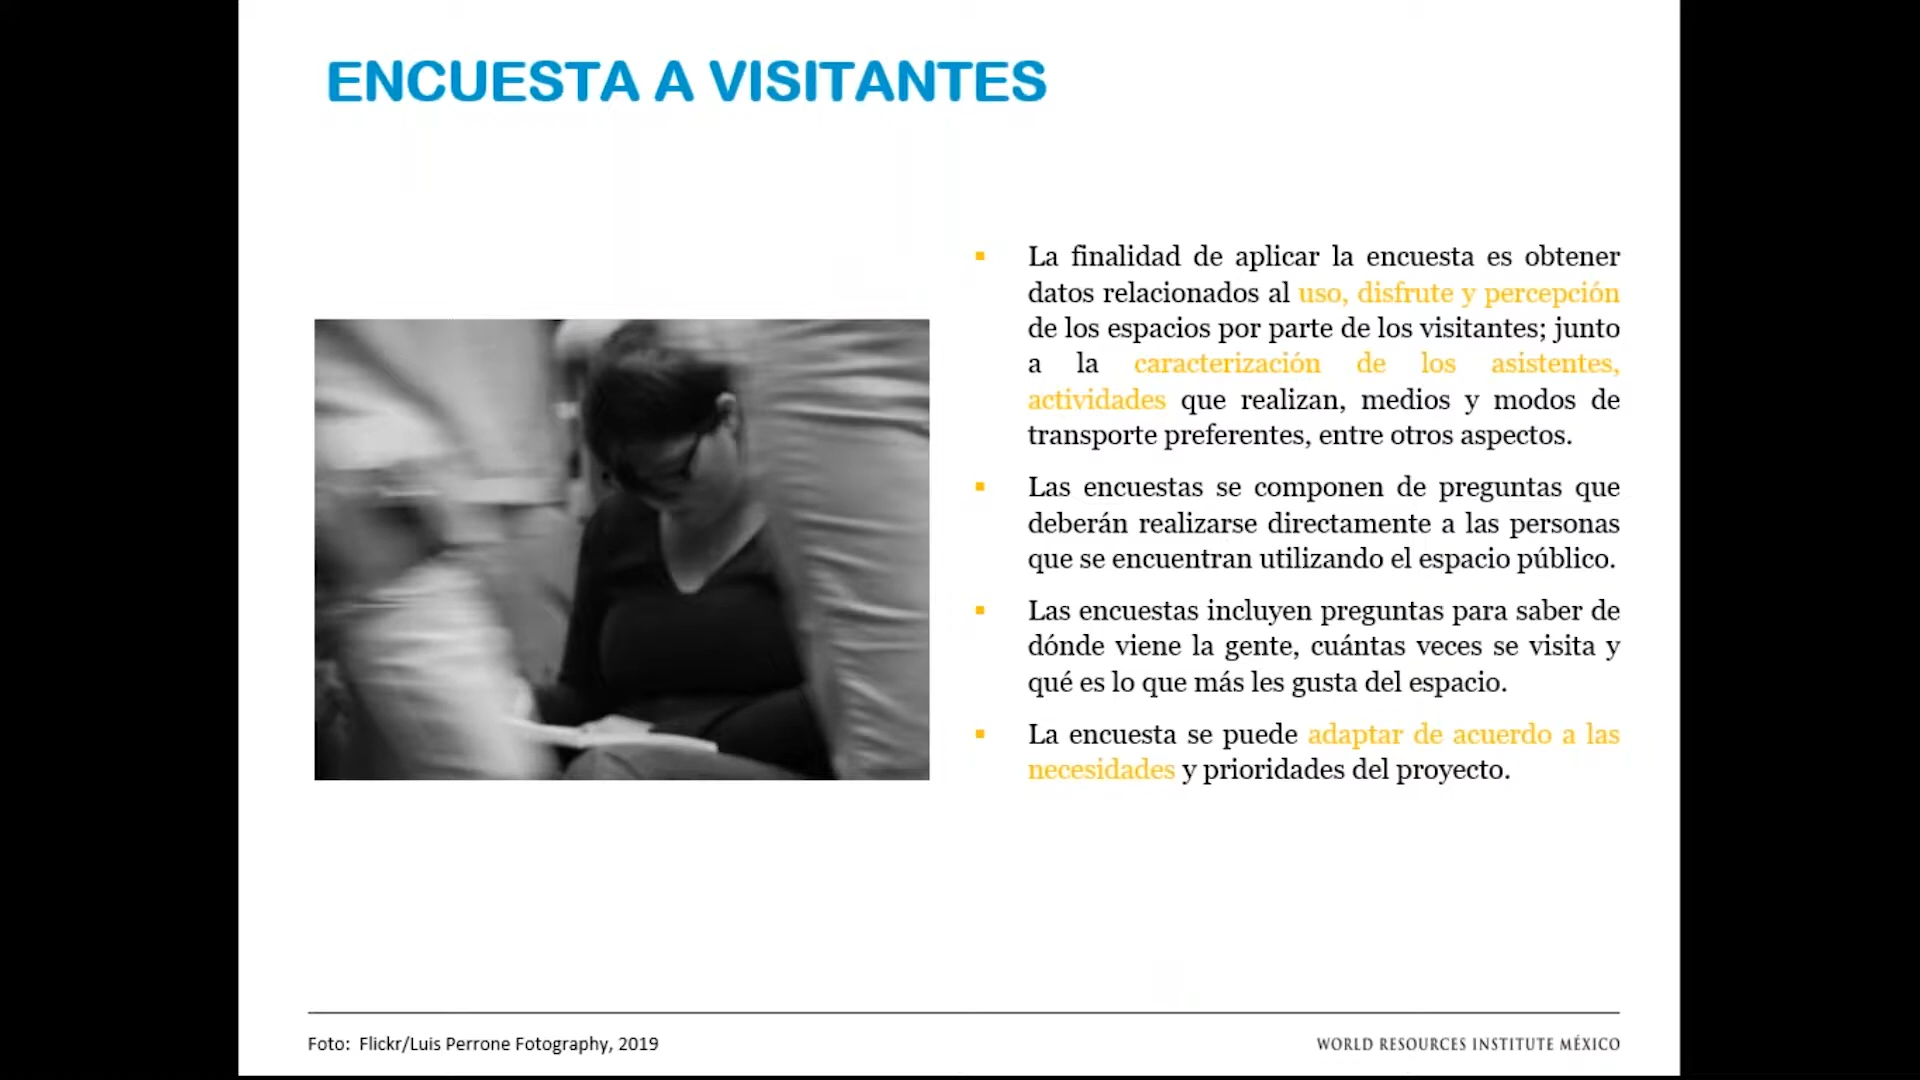 ENCUESTA A VISITANTES
La finalidad de aplicar la encuesta es obtener
datos relacionados al uso, disfrute y percepción
de los espacios por parte de los visitantes; junto
a la caracterización de los asistentes,
actividades que realizan, medios y modos de
transporte preferentes, entre otros aspectos.
Las encuestas se componen de preguntas que
deberán realizarse directamente a las personas
que se encuentran utilizando el espacio público.
Las encuestas incluyen preguntas para saber de
dónde viene la gente, cuántas veces se visita y
qué es lo que más les gusta del espacio.
La encuesta se puede adaptar de acuerdo a las
necesidades y prioridades del proyecto.
Foto: Flickr/Luis Perrone Fotography, 2019
WORLD RESOURCES INSTITUTE MÉXICO